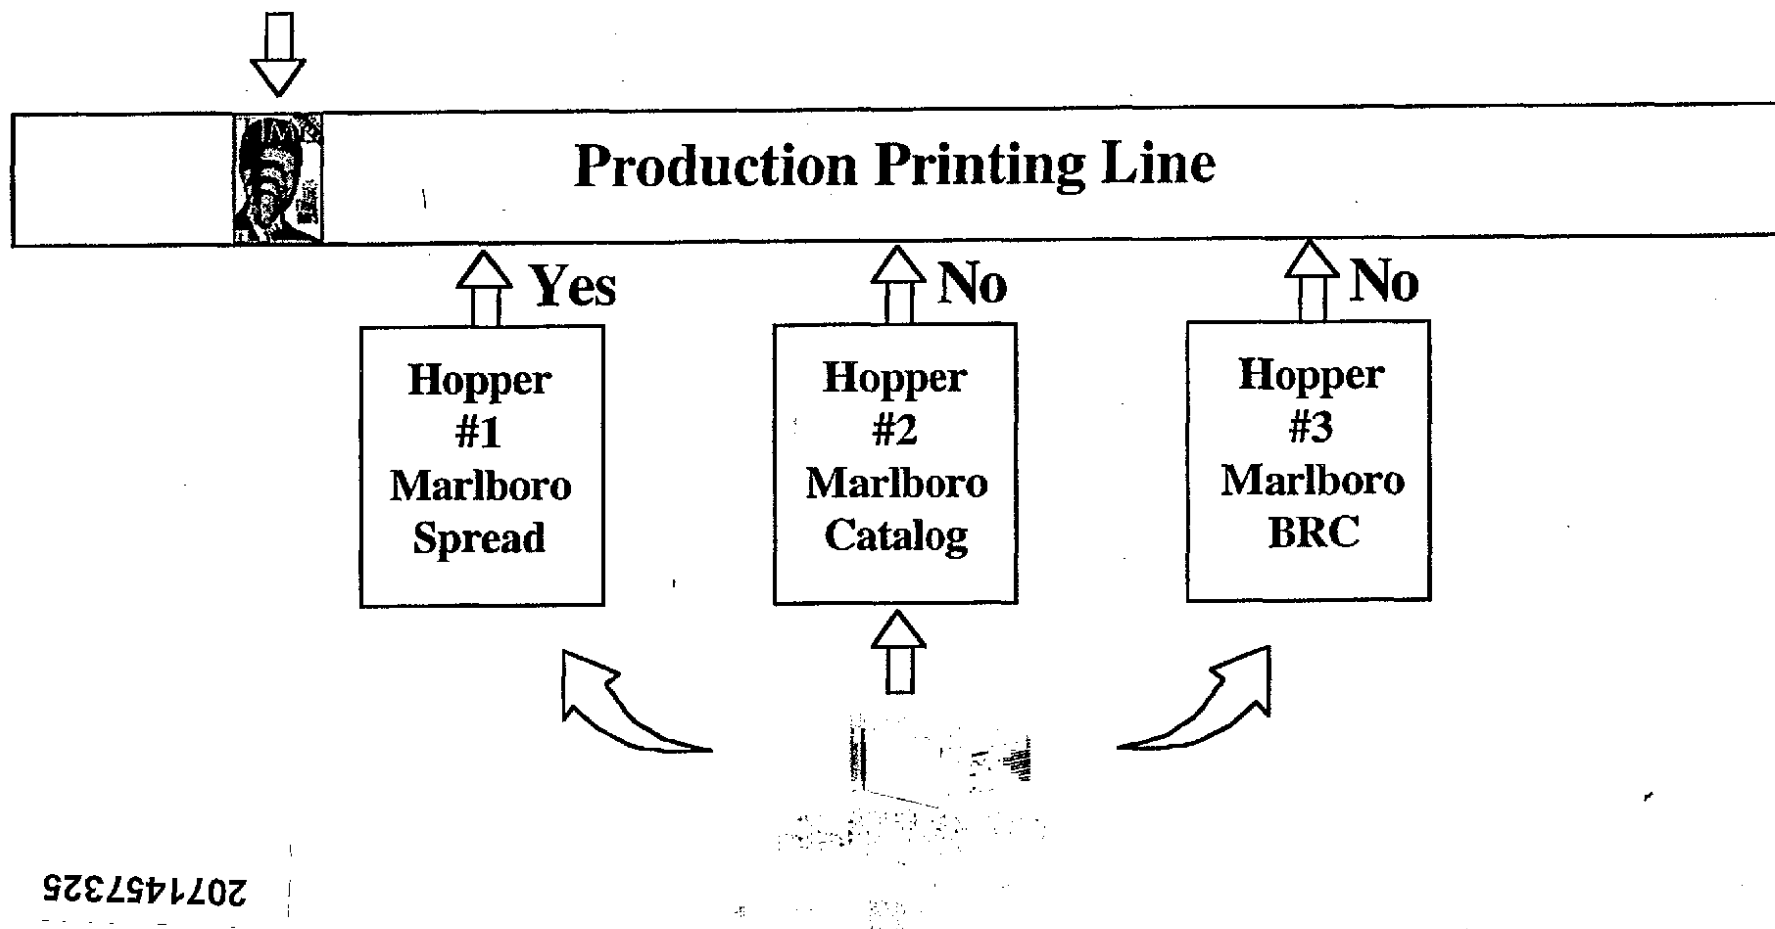 Production Printing Line
Yes
No
No
Hopper
#1
Marlboro
Spread
Hopper
#2
Marlboro
Catalog
Hopper
#3
Marlboro
BRC
2071457325